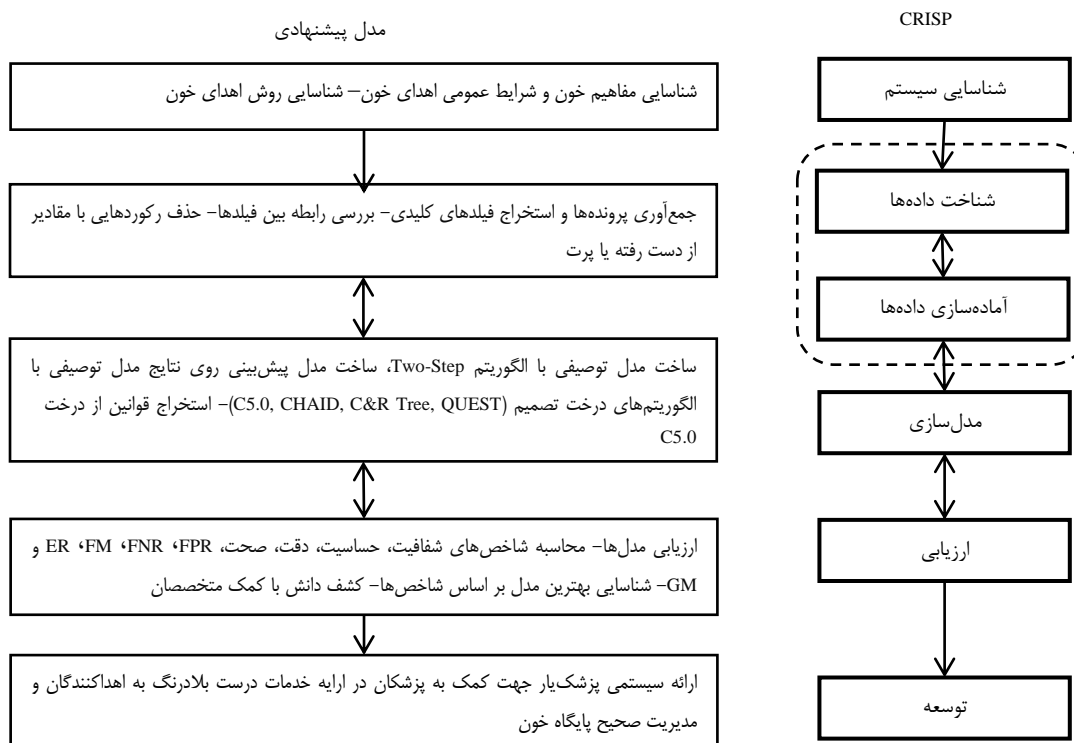 CRISP
مدل پیشنهادی
شناسایی مفاهیم خون و شرایط عمومی اهدای خون– شناسایی روش اهدای خون
شناسایی سیستم
جمع‌آوری پرونده‌ها و استخراج فیلدهای کلیدی– بررسی رابطه بین فیلدها– حذف رکوردهایی با مقادیر
از دست رفته یا پرت
شناخت داده‌ها
آماده‌سازی داده‌ها
ساخت مدل توصیفی با الگوریتم Two-Step، ساخت مدل پیش‌بینی روی نتایج مدل توصیفی با
الگوریتم‌های درخت تصمیم (C5.0, CHAID, C&R Tree, QUEST)– استخراج قوانین از درخت
C5.0
مدل‌سازی
ارزیابی مدل‌ها– محاسبه شاخص‌های شفافیت، حساسیت، دقت، صحت، FPR، FNR، FM، ER و
GM– شناسایی بهترین مدل بر اساس شاخص‌ها– کشف دانش با کمک متخصصان
ارزیابی
ارائه سیستمی پزشک‌یار جهت کمک به پزشکان در ارایه خدمات درست بلادرنگ به اهداکنندگان و
مدیریت صحیح پایگاه خون
توسعه